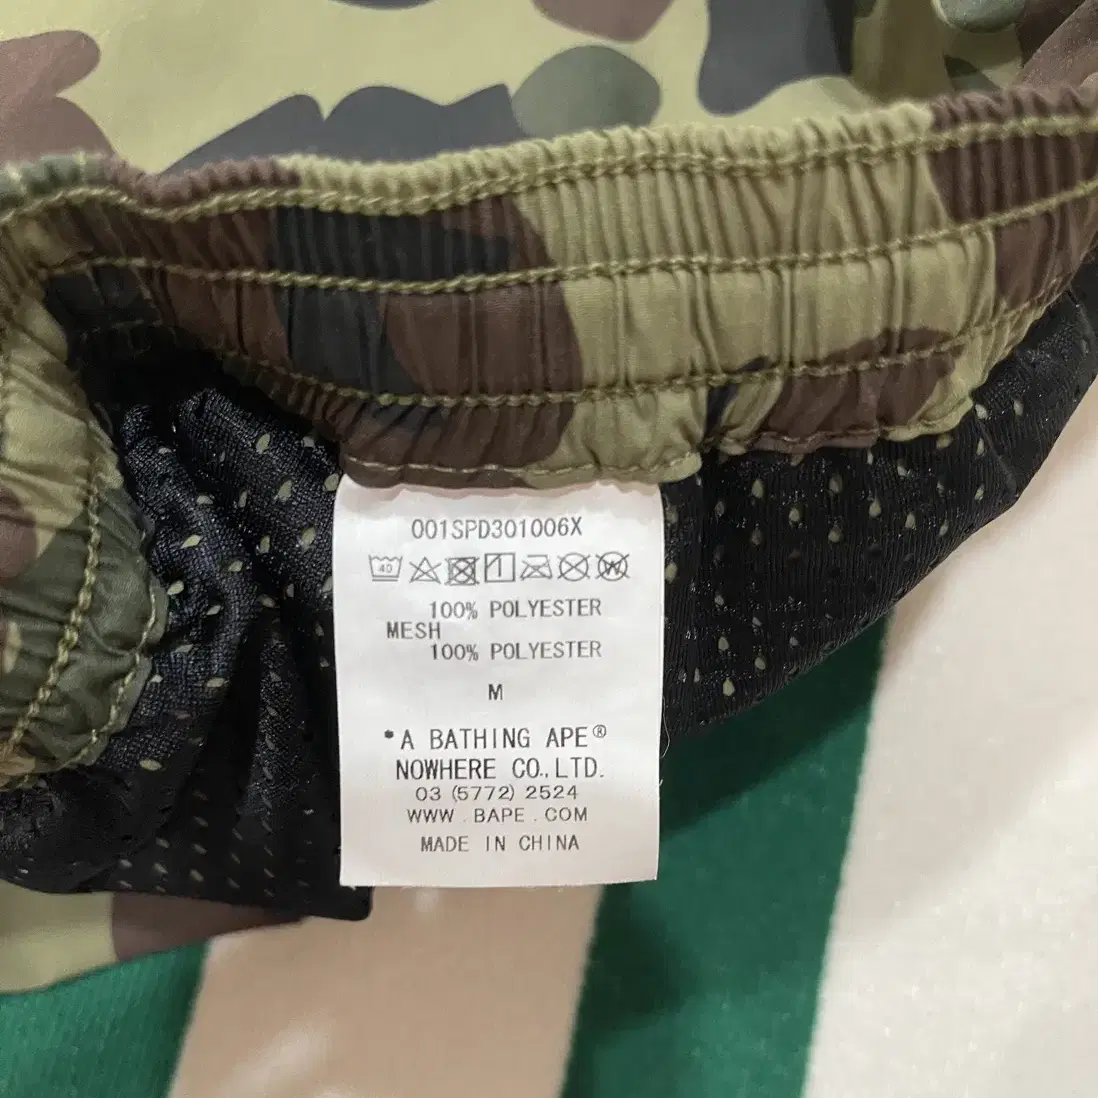 001SPD301006X
40
W
100% POLYESTER
MESH
100% POLYESTER
M
*A BATHING APE®
NOWHERE CO.,LTD.
03 (5772) 2524
WWW.BAPE.COM
MADE IN CHINA